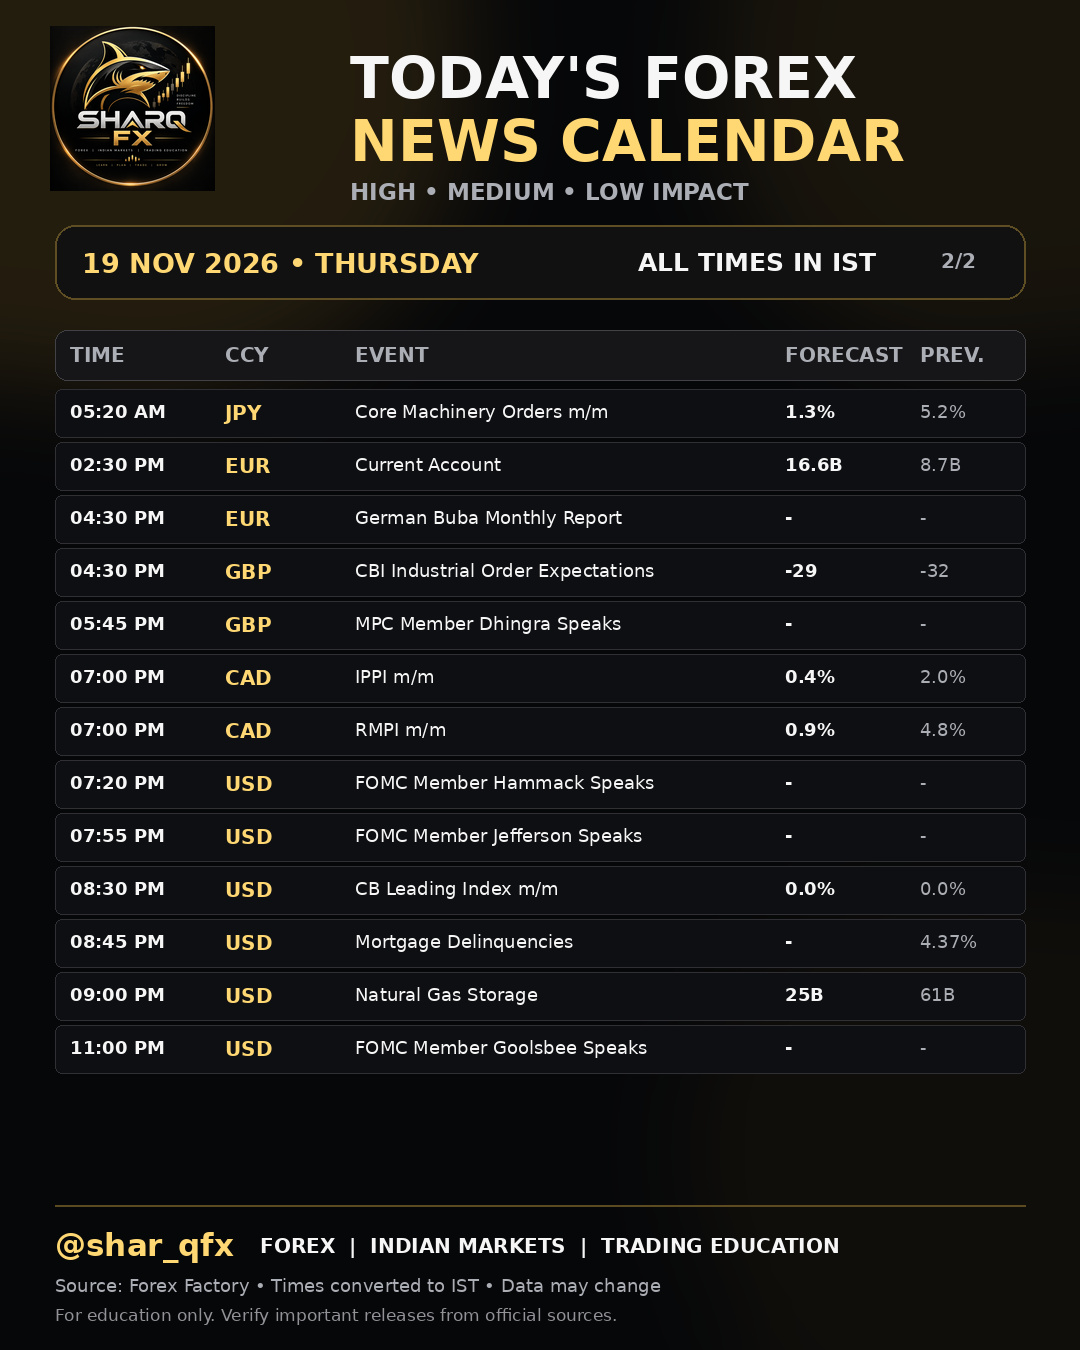 SHARQ
FX
FOREX | INDIAN MARKETS | TRADING EDUCATION
TODAY'S FOREX
NEWS CALENDAR
HIGH • MEDIUM • LOW IMPACT
19 NOV 2026 • THURSDAY ALL TIMES IN IST 2/2
TIME CCY EVENT FORECAST PREV.
05:20 AM JPY Core Machinery Orders m/m 1.3% 5.2%
02:30 PM EUR Current Account 16.6B 8.7B
04:30 PM EUR German Buba Monthly Report - -
04:30 PM GBP CBI Industrial Order Expectations -29 -32
05:45 PM GBP MPC Member Dhingra Speaks - -
07:00 PM CAD IPPI m/m 0.4% 2.0%
07:00 PM CAD RMPI m/m 0.9% 4.8%
07:20 PM USD FOMC Member Hammack Speaks - -
07:55 PM USD FOMC Member Jefferson Speaks - -
08:30 PM USD CB Leading Index m/m 0.0% 0.0%
08:45 PM USD Mortgage Delinquencies - 4.37%
09:00 PM USD Natural Gas Storage 25B 61B
11:00 PM USD FOMC Member Goolsbee Speaks - -
@shar_qfx FOREX | INDIAN MARKETS | TRADING EDUCATION
Source: Forex Factory • Times converted to IST • Data may change
For education only. Verify important releases from official sources.